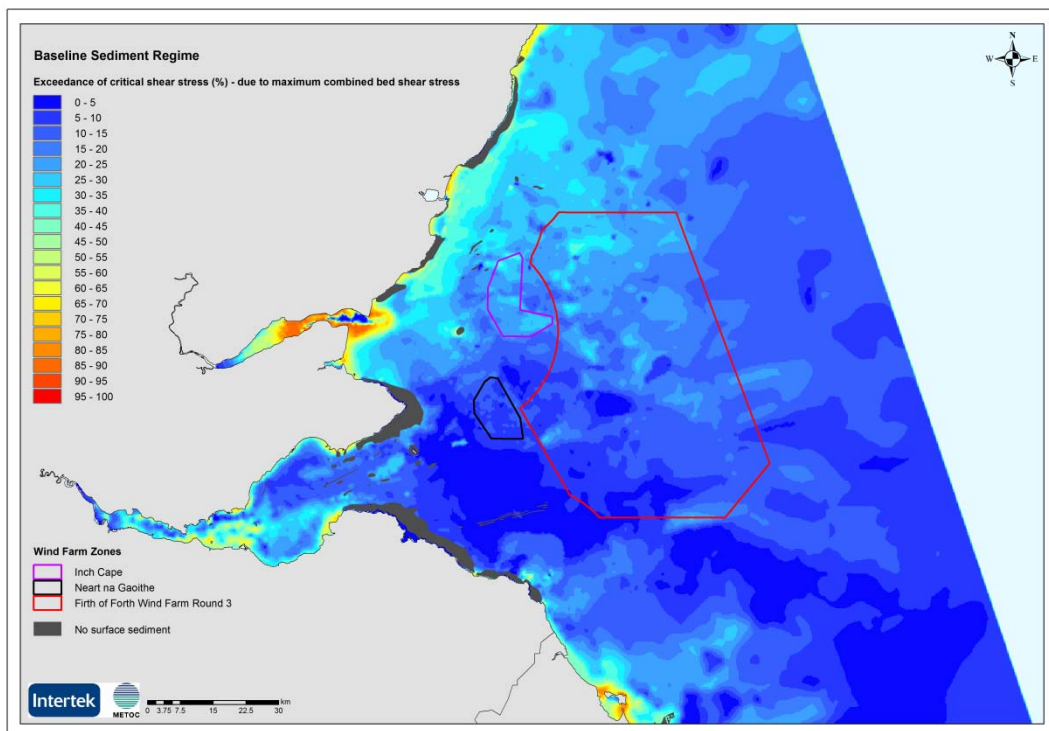 Baseline Sediment Regime
Exceedance of critical shear stress (%) - due to maximum combined bed shear stress
0 - 5
5 - 10
10 - 15
15 - 20
20 - 25
25 - 30
30 - 35
35 - 40
40 - 45
45 - 50
50 - 55
55 - 60
60 - 65
65 - 70
70 - 75
75 - 80
80 - 85
85 - 90
90 - 95
95 - 100
N
W E
S
Wind Farm Zones
Inch Cape
Neart na Gaoithe
Firth of Forth Wind Farm Round 3
No surface sediment
Intertek
METOC
km
0 3.75 7.5 15 22.5 30